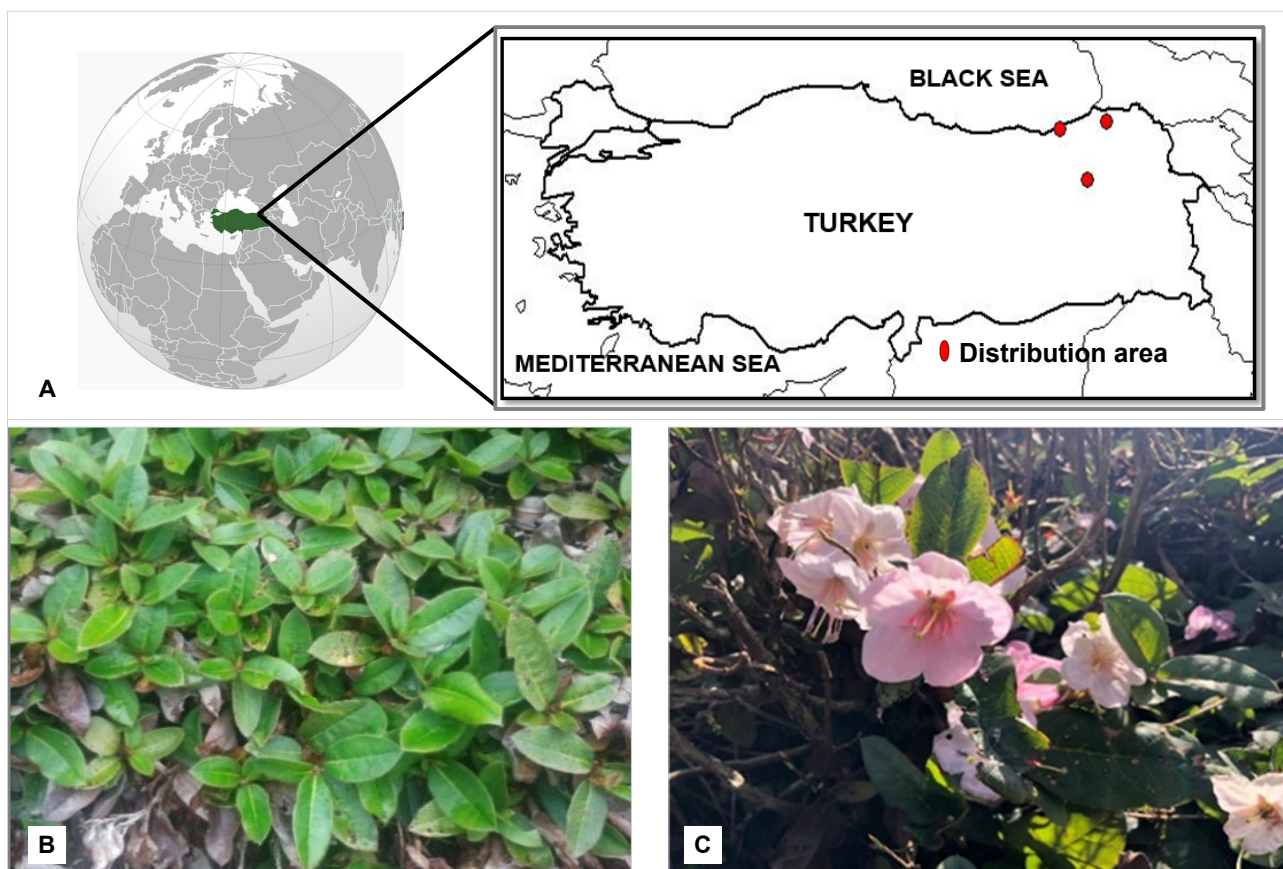 BLACK SEA
TURKEY
MEDITERRANEAN SEA
Distribution area
A
B
C